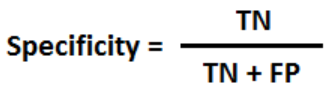 Specificity = TN
TN + FP